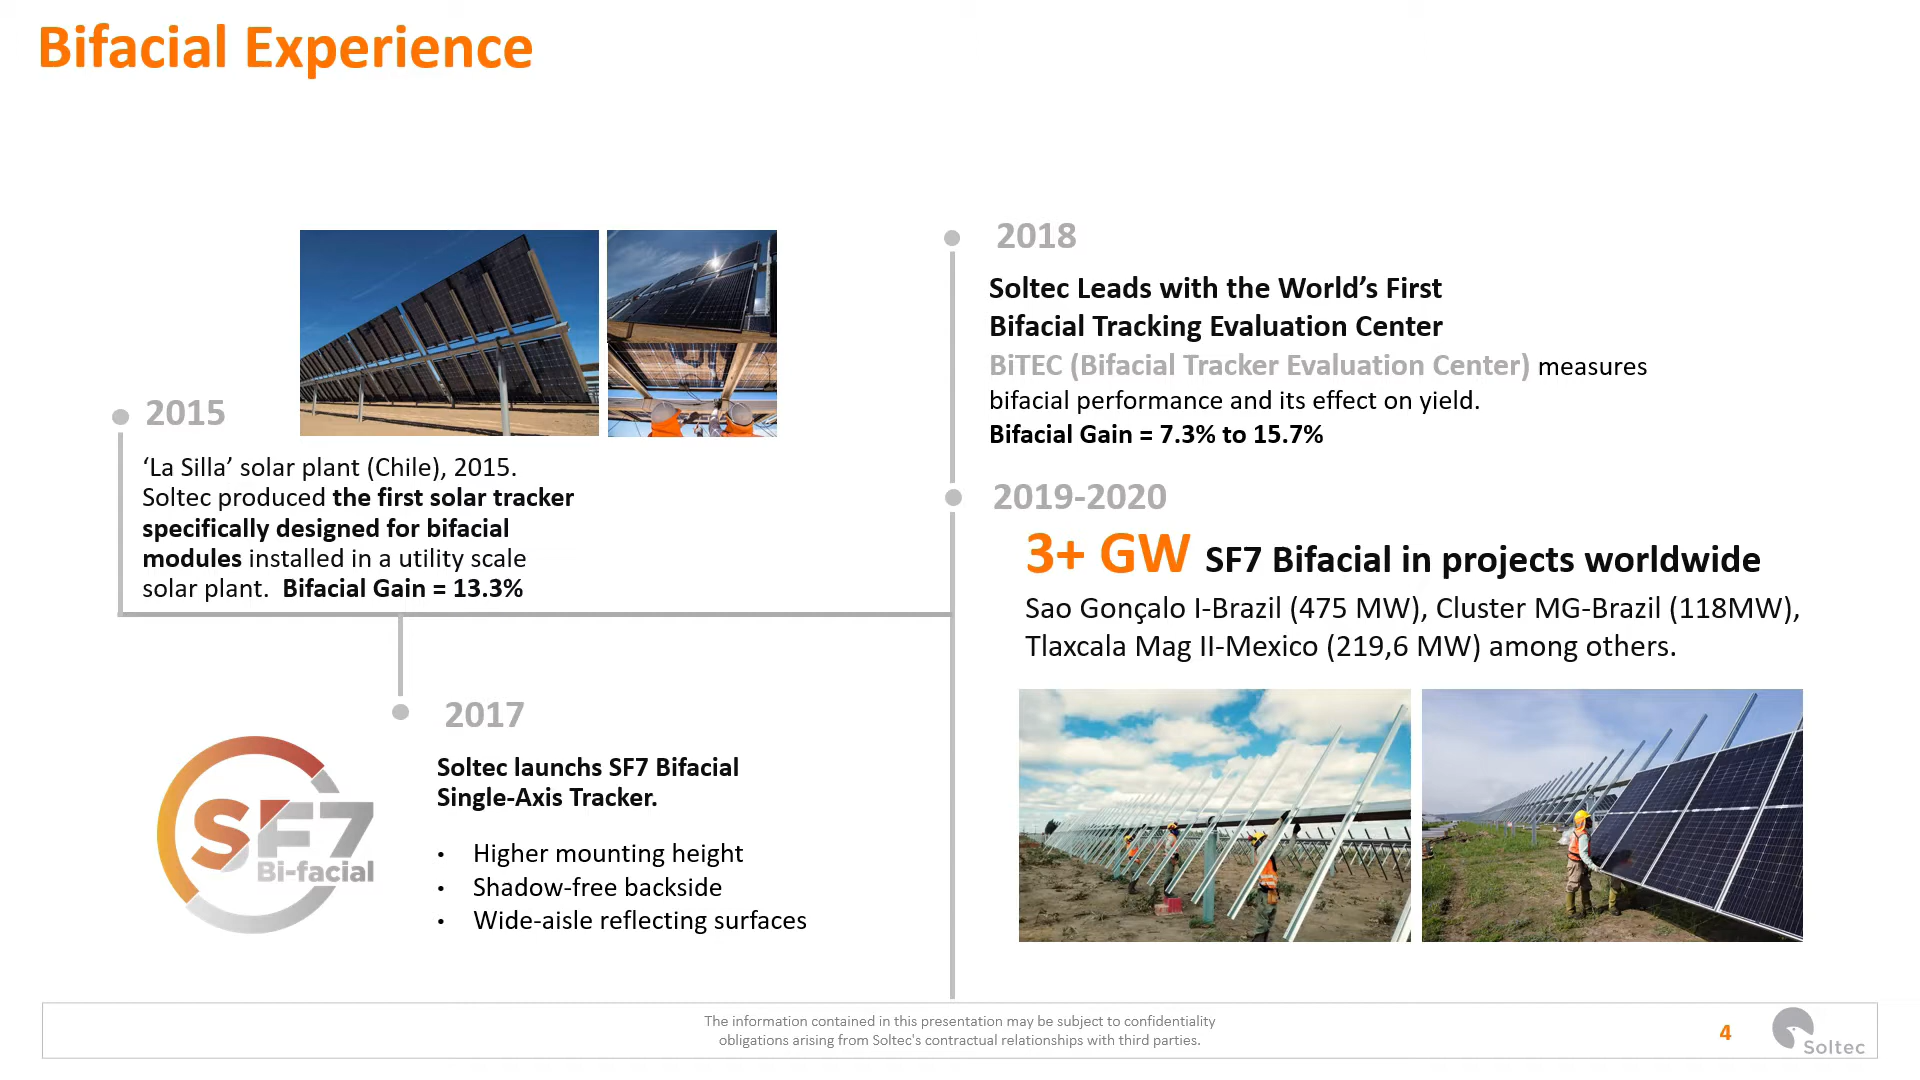 Bifacial Experience
2015
‘La Silla’ solar plant (Chile), 2015.
Soltec produced the first solar tracker
specifically designed for bifacial
modules installed in a utility scale
solar plant. Bifacial Gain = 13.3%
2017
SF7
Bi-facial
Soltec launchs SF7 Bifacial
Single-Axis Tracker.
• Higher mounting height
• Shadow-free backside
• Wide-aisle reflecting surfaces
2018
Soltec Leads with the World’s First
Bifacial Tracking Evaluation Center
BiTEC (Bifacial Tracker Evaluation Center) measures
bifacial performance and its effect on yield.
Bifacial Gain = 7.3% to 15.7%
2019-2020
3+ GW SF7 Bifacial in projects worldwide
Sao Gonçalo I-Brazil (475 MW), Cluster MG-Brazil (118MW),
Tlaxcala Mag II-Mexico (219,6 MW) among others.
The information contained in this presentation may be subject to confidentiality
obligations arising from Soltec's contractual relationships with third parties.
4
Soltec